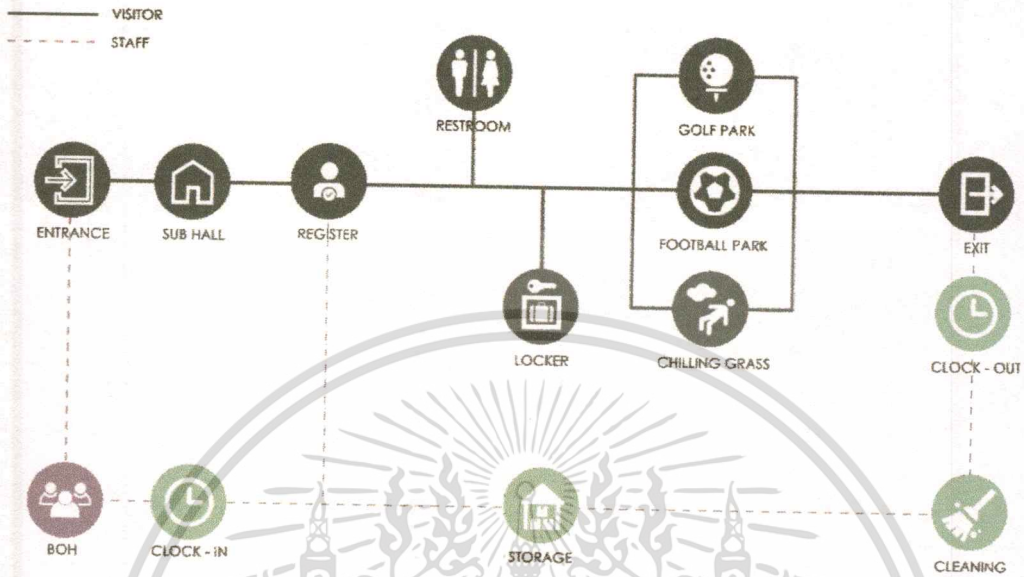 VISITOR
STAFF
RESTROOM
GOLF PARK
ENTRANCE
SUB HALL
REGISTER
FOOTBALL PARK
EXIT
LOCKER
CHILLING GRASS
CLOCK - OUT
BOH
CLOCK - iN
STORAGE
CLEANING